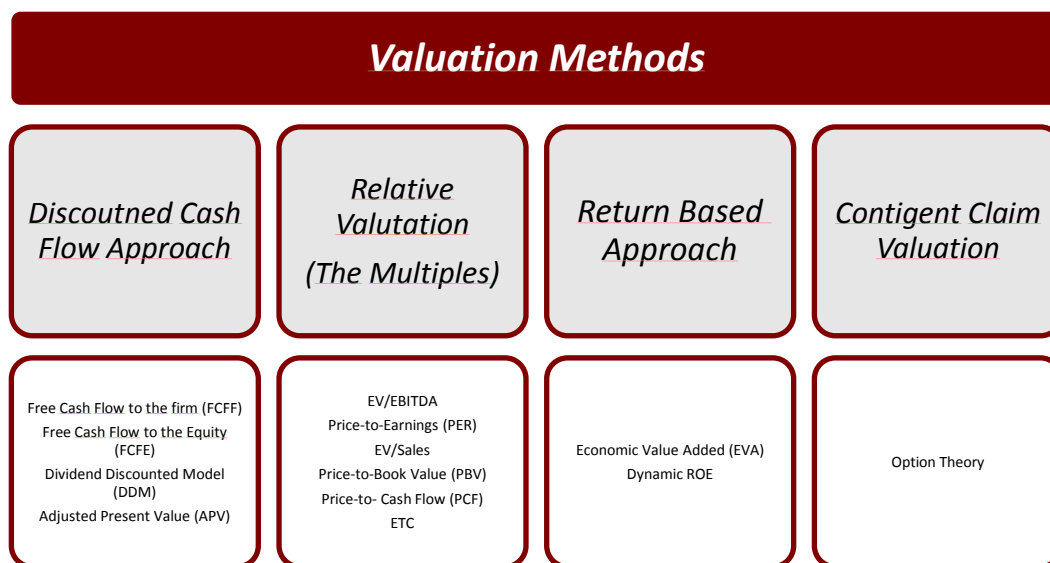 Valuation Methods
Discoutned Cash
Flow Approach
Relative
Valutation
(The Multiples)
Return Based
Approach
Contigent Claim
Valuation
Free Cash Flow to the firm (FCFF)
Free Cash Flow to the Equity
(FCFE)
Dividend Discounted Model
(DDM)
Adjusted Present Value (APV)
EV/EBITDA
Price-to-Earnings (PER)
EV/Sales
Price-to-Book Value (PBV)
Price-to- Cash Flow (PCF)
ETC
Economic Value Added (EVA)
Dynamic ROE
Option Theory